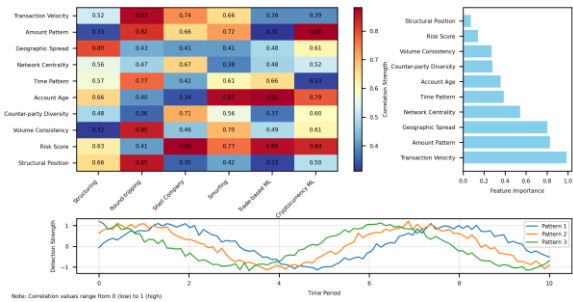 Transaction Velocity 0.52 0.87 0.74 0.66 0.39 0.39
Amount Pattern 0.33 0.82 0.66 0.72 0.31
Geographic Spread 0.80 0.43 0.41 0.41 0.48 0.61
Network Centrality 0.56 0.47 0.67 0.38 0.48 0.52
Time Pattern 0.57 0.77 0.42 0.61 0.66 0.33
Account Age 0.66 0.40 0.34 0.79
Counter-party Diversity 0.48 0.36 0.71 0.56 0.37 0.60
Volume Consistency 0.32 0.85 0.46 0.70 0.49 0.61
Risk Score 0.63 0.41 0.77 0.84
Structural Position 0.66 0.85 0.35 0.42 0.33 0.50
Structuring
Round-tripping
Shell Company
Smurfing
Trade-based ML
Cryptocurrency ML
0.8
0.7
0.6
0.5
0.4
Correlation Strength
Structural Position
Risk Score
Volume Consistency
Counter-party Diversity
Account Age
Time Pattern
Network Centrality
Geographic Spread
Amount Pattern
Transaction Velocity
0.0 0.2 0.4 0.6 0.8 1.0
Feature Importance
Detection Strength
1
0
−1
Pattern 1
Pattern 2
Pattern 3
0 2 4 6 8 10
Time Period
Note: Correlation values range from 0 (low) to 1 (high)